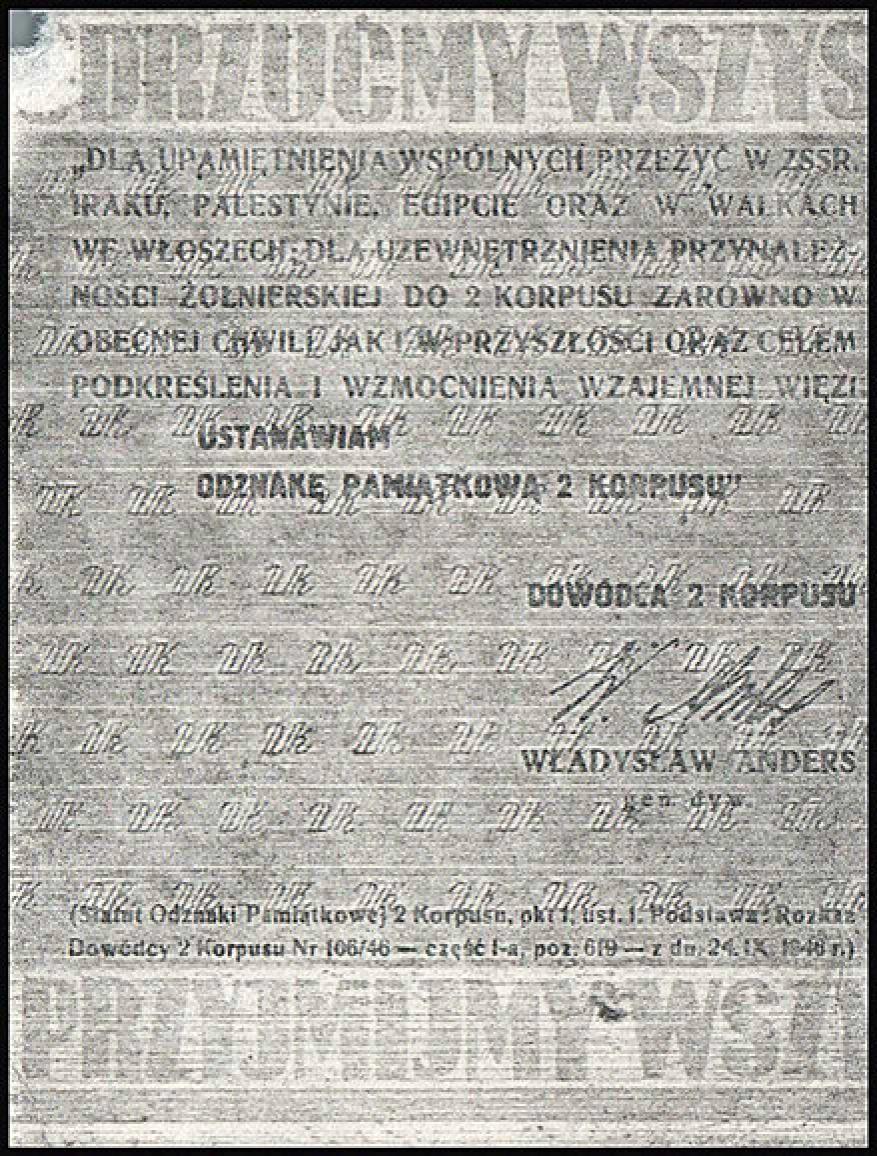 ODRZUĆMY WSZYS
„DLA UPAMIĘTNIENIA WSPÓLNYCH PRZEŻYĆ W ZSSR,
IRAKU, PALESTYNIE, EGIPCIE ORAZ W WALKACH
WE WŁOSZECH; DLA UZEWNĘTRZNIENIA PRZYNALEŻ-
NOŚCI ŻOŁNIERSKIEJ DO 2 KORPUSU ZARÓWNO W
OBECNEJ CHWILI JAK I W PRZYSZŁOŚCI ORAZ CELEM
PODKREŚLENIA I WZMOCNIENIA WZAJEMNEJ WIĘZI
USTANAWIAM
ODZNAKĘ PAMIĄTKOWĄ 2 KORPUSU"
DOWÓDCA 2 KORPUSU
WŁADYSŁAW ANDERS
gen. dyw.
(Statut Odznaki Pamiątkowej 2 Korpusu, pkt I, ust. 1. Podstawa: Rozkaz
Dowódcy 2 Korpusu Nr 106/46 — część I-a, poz. 619 — z dn. 24.IX.1946 r.)
PRZYJMIJMY WSZ